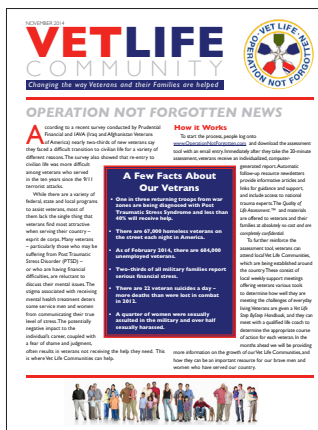 NOVEMBER 2014
VETLIFE
COMMUNITY
Changing the way Veterans and their Families are helped
VET LIFE
OPERATION NOT FORGOTTEN
OPERATION NOT FORGOTTEN NEWS
According to a recent survey conducted by Prudential
Financial and IAVA (Iraq and Afghanistan Veterans
of America) nearly two-thirds of new veterans say
they faced a difficult transition to civilian life for a variety of
different reasons. The survey also showed that re-entry to
civilian life was more difficult
among veterans who served
in the ten years since the 9/11
terrorist attacks.
While there are a variety of
federal, state and local programs
to assist veterans, most of
them lack the single thing that
veterans find most attractive
when serving their country –
esprit de corps. Many veterans
– particularly those who may be
suffering from Post Traumatic
Stress Disorder (PTSD) –
or who are having financial
difficulties, are reluctant to
discuss their mental issues. The
stigma associated with receiving
mental health treatment deters
some service men and women
from communicating their true
level of stress. The potentially
negative impact to the
individual's career, coupled with
a fear of shame and judgment,
often results in veterans not receiving the help they need. This
is where Vet Life Communities can help.
A Few Facts About
Our Vetrans
• One in three returning troops from war
zones are being diagnosed with Post
Traumatic Stress Syndrome and less than
40% will receive help.
• There are 67,000 homeless veterans on
the street each night in America.
• As of February 2014, there are 684,000
unemployed veterans.
• Two-thirds of all military families report
serious financial stress.
• There are 22 veteran suicides a day –
more deaths than were lost in combat
in 2012.
• A quarter of women were sexually
assulted in the military and over half
sexually harassed.
How it Works
To start the process, people log onto
www.OperationNotForgotten.com and download the assessment
tool with an email entry. Immediately after they take the 20-minute
assessment, veterans receive an individualized, computer-
generated report. Automatic
follow-up resource newsletters
provide informative articles and
links for guidance and support,
and include access to national
trauma experts. The Quality of
Life Assessment,™ and materials
are offered to veterans and their
families at absolutely no cost and are
completely confidential.
To further reinforce the
assessment tool, veterans can
attend local Vet Life Communities,
which are being established around
the country. These consist of
local weekly support meetings
offering veterans various tools
to determine how well they are
meeting the challenges of everyday
living. Veterans are given a Vet Life
Step By Step Handbook, and they can
meet with a qualified life coach to
determine the appropriate course
of action for each veteran. In the
months ahead we will be providing
more information on the growth of our Vet Life Communities, and
how they can be an important resource for our brave men and
women who have served our country.